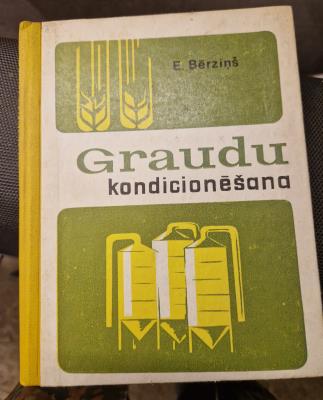 E. Bērziņš
Graudu
kondicionēšana